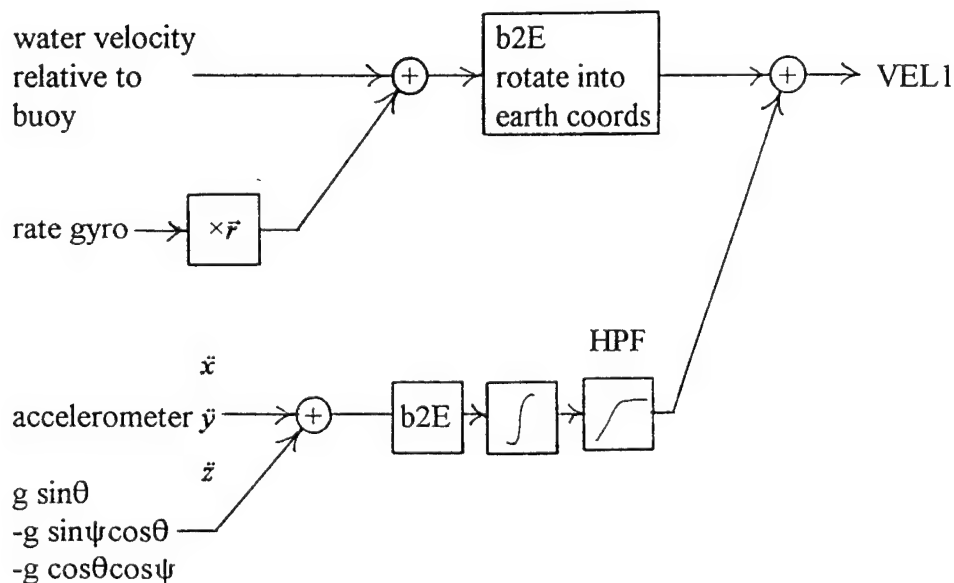 water velocity
relative to
buoy
+
b2E
rotate into
earth coords
+
VEL1
rate gyro
×r⃗
HPF
ẍ
accelerometer ÿ
z̈
+
b2E
∫
g sinθ
-g sinψcosθ
-g cosθcosψ